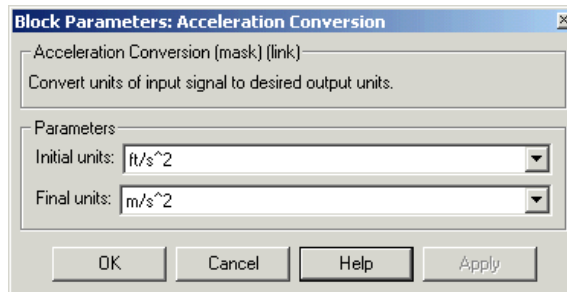 Block Parameters: Acceleration Conversion
Acceleration Conversion (mask) (link)
Convert units of input signal to desired output units.
Parameters
Initial units: ft/s^2
Final units: m/s^2
OK Cancel Help Apply